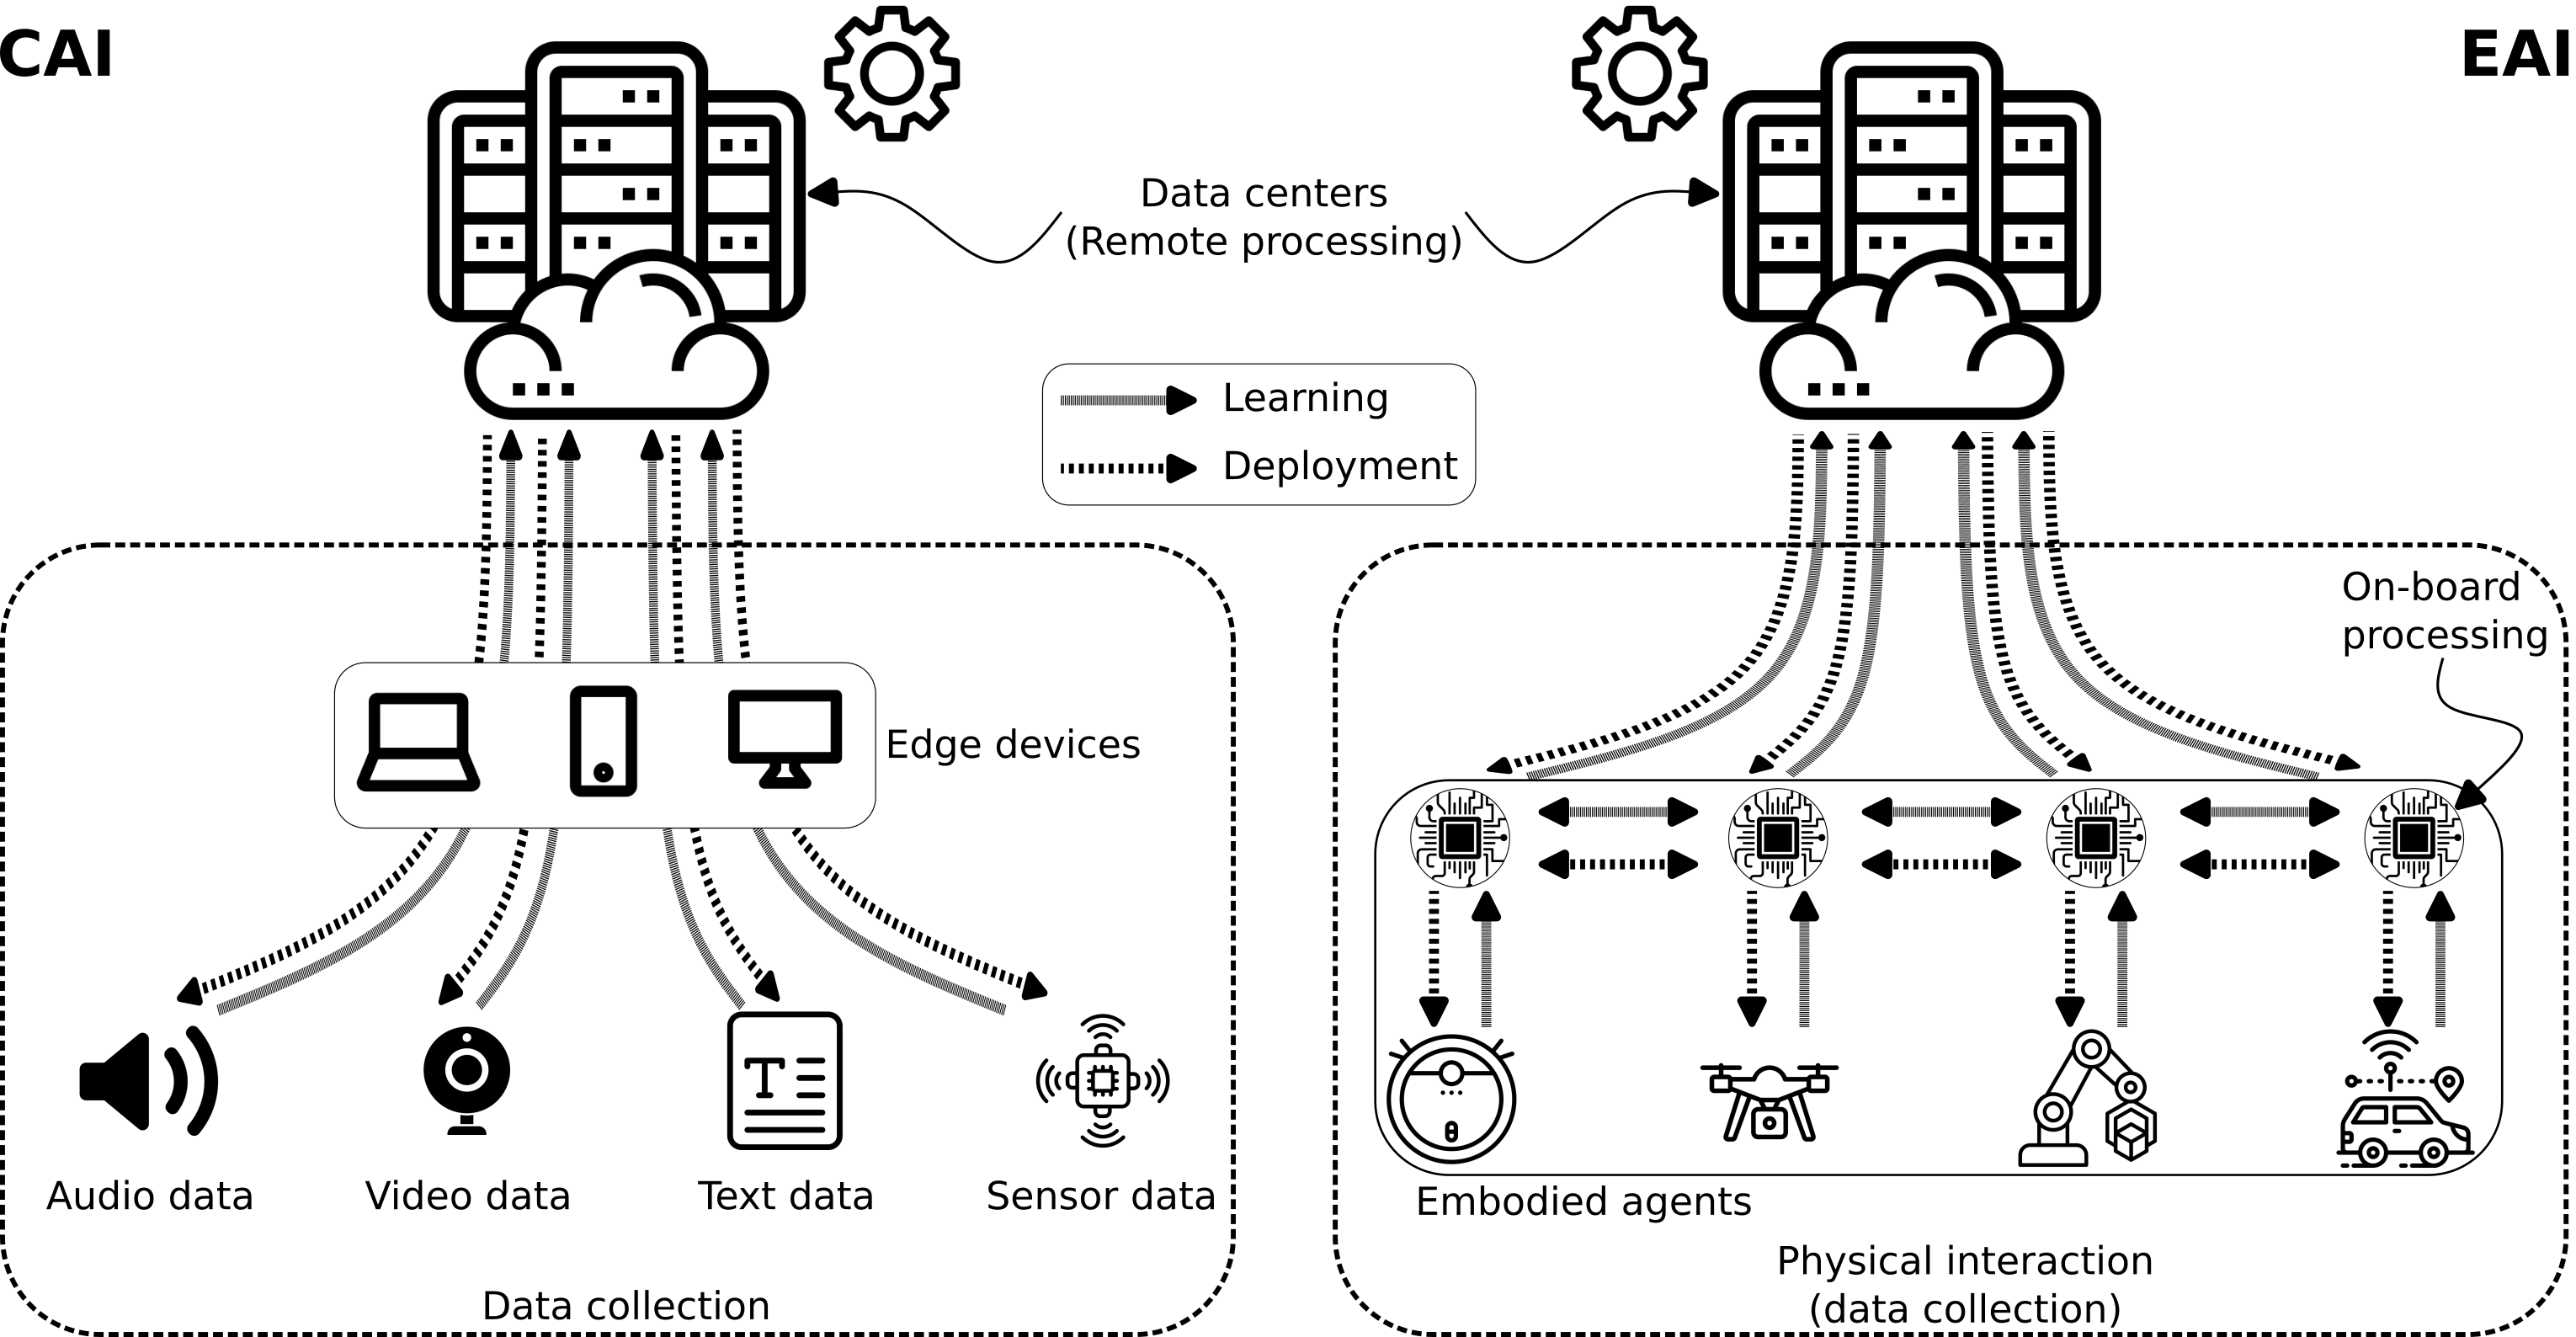 CAI
EAI
Data centers
(Remote processing)
Learning
Deployment
On-board
processing
Edge devices
Audio data
Video data
Text data
Sensor data
Data collection
Embodied agents
Physical interaction
(data collection)